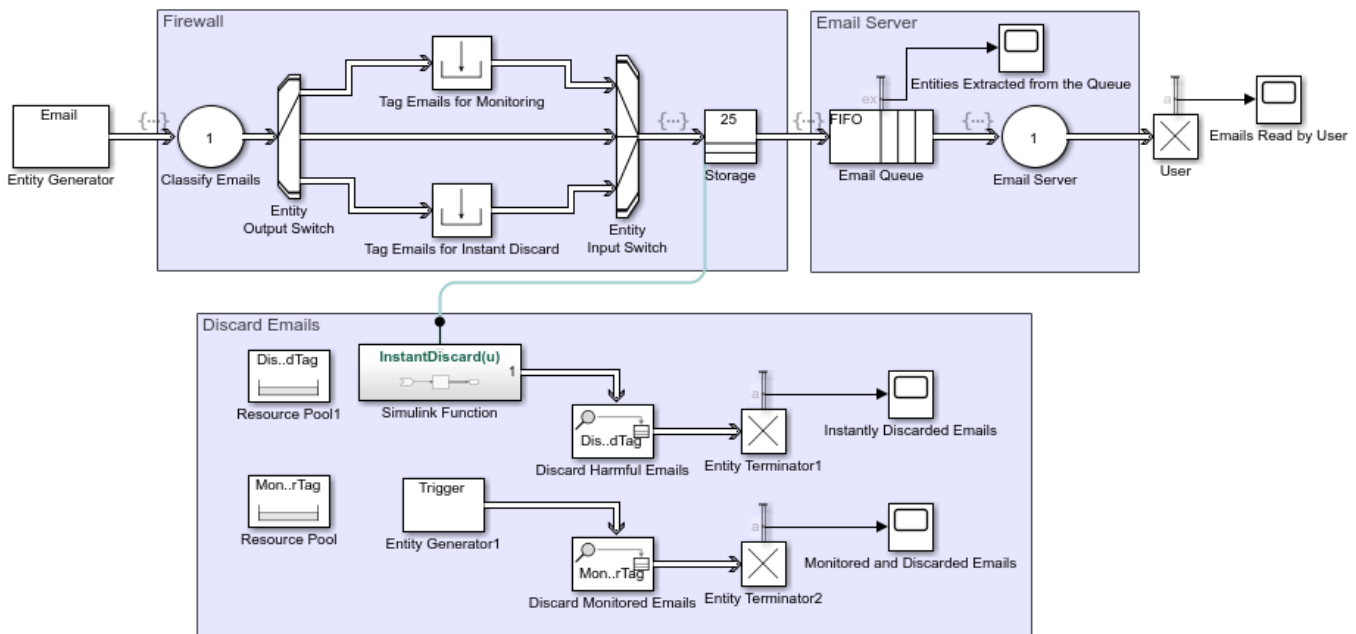 Firewall
Email Server
Email
Entity Generator
{...}
1
Classify Emails
Entity
Output Switch
Tag Emails for Monitoring
Tag Emails for Instant Discard
Entity
Input Switch
{...}
25
Storage
{...}
FIFO
ex
Email Queue
Entities Extracted from the Queue
{...}
1
Email Server
a
User
Emails Read by User
Discard Emails
Dis..dTag
Resource Pool1
InstantDiscard(u)
1
Simulink Function
Dis..dTag
Discard Harmful Emails
a
Entity Terminator1
Instantly Discarded Emails
Mon..rTag
Resource Pool
Trigger
Entity Generator1
Mon..rTag
Discard Monitored Emails
a
Entity Terminator2
Monitored and Discarded Emails